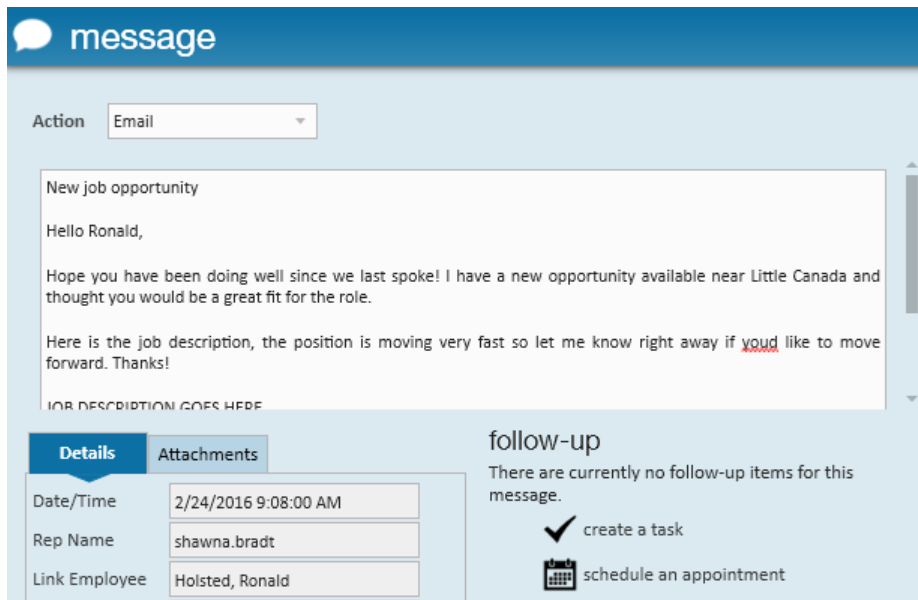 message
Action Email
New job opportunity
Hello Ronald,
Hope you have been doing well since we last spoke! I have a new opportunity available near Little Canada and
thought you would be a great fit for the role.
Here is the job description, the position is moving very fast so let me know right away if youd like to move
forward. Thanks!
JOB DESCRIPTION GOES HERE
Details Attachments
Date/Time 2/24/2016 9:08:00 AM
Rep Name shawna.bradt
Link Employee Holsted, Ronald
follow-up
There are currently no follow-up items for this
message.
create a task
schedule an appointment